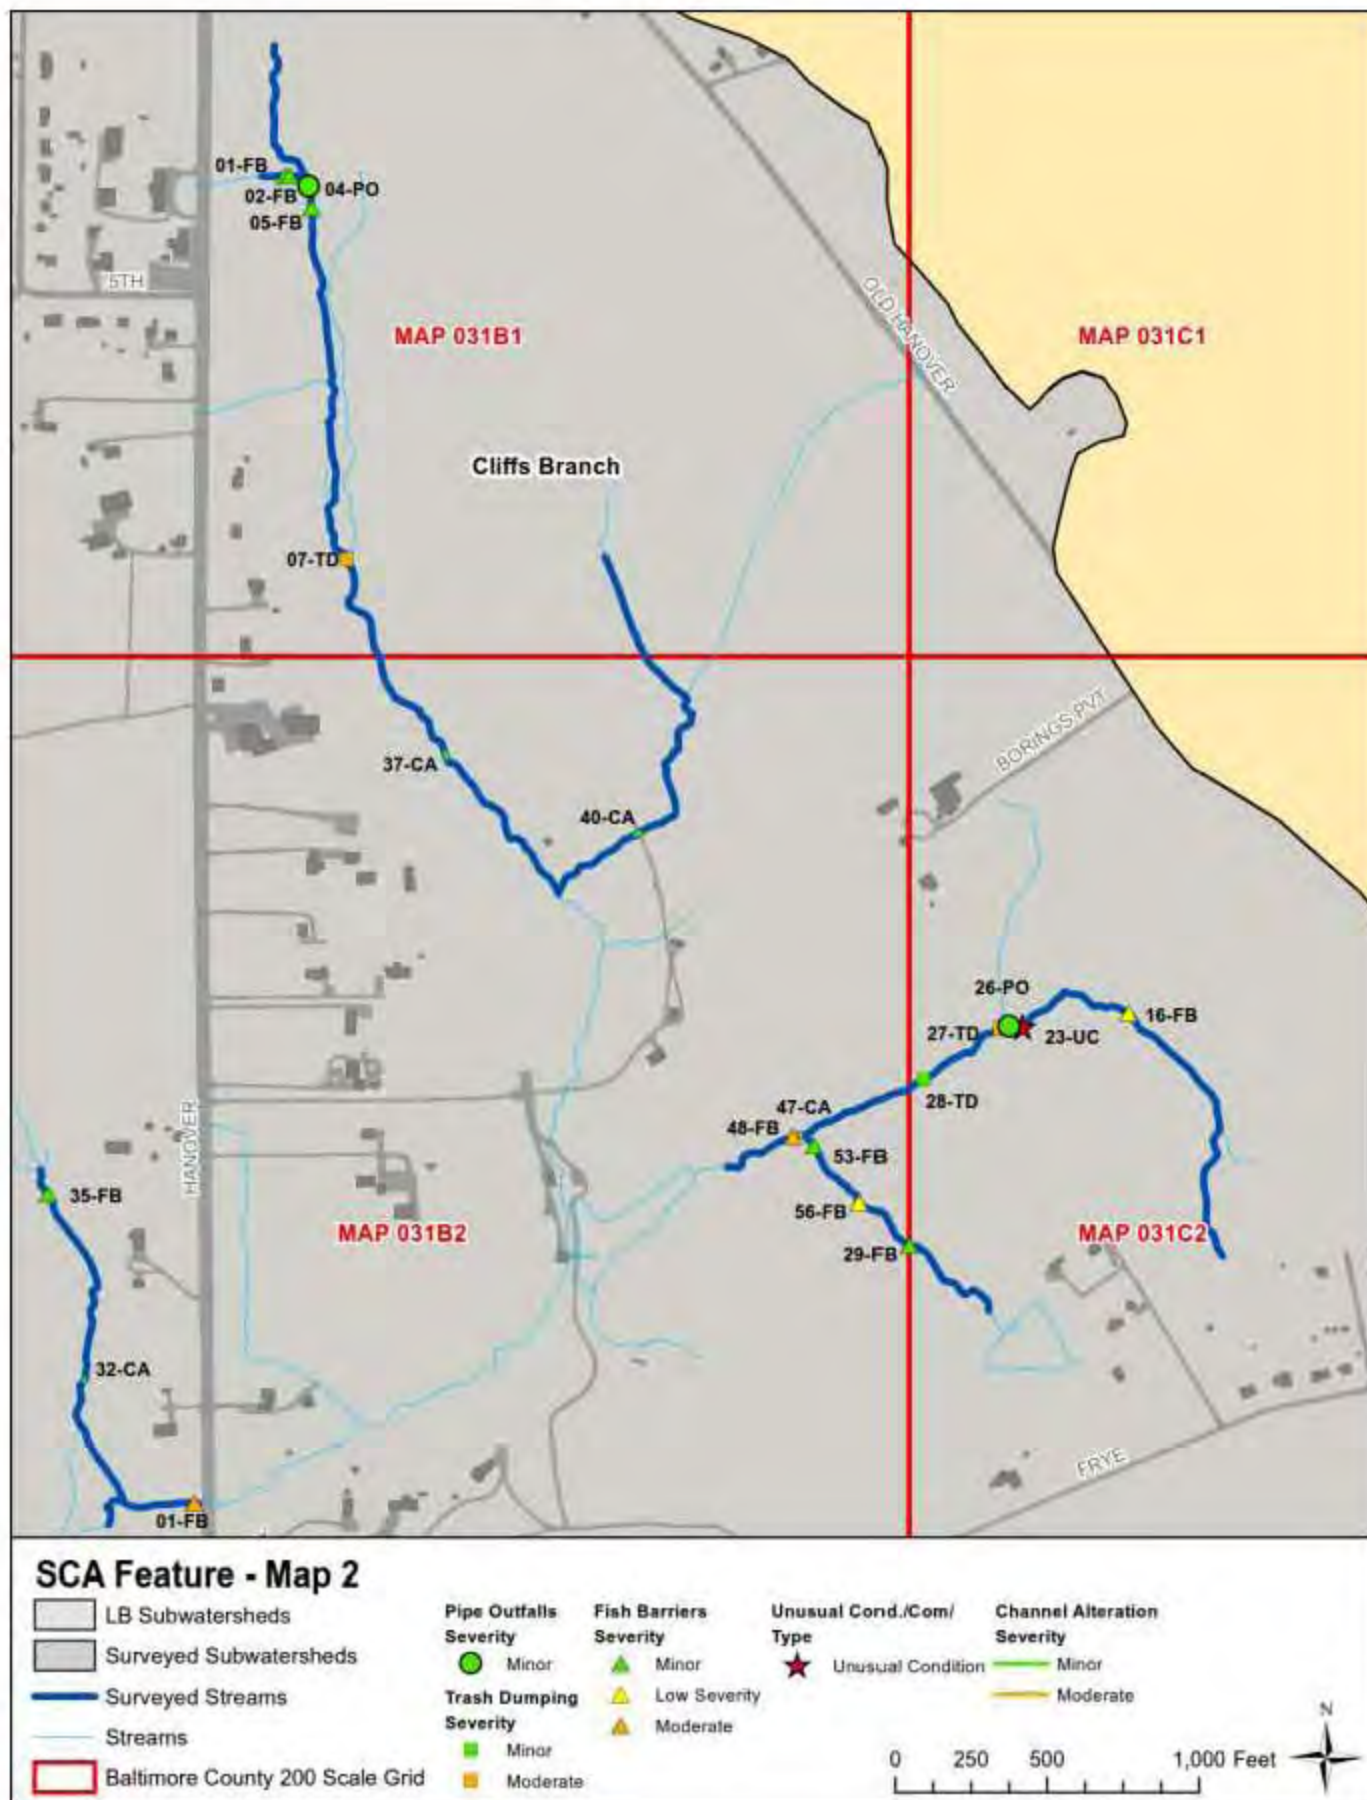 01-FB
02-FB
04-PO
05-FB
5TH
MAP 031B1
OLD HANOVER
MAP 031C1
Cliffs Branch
07-TD
BORINGS PVT
37-CA
40-CA
26-PO
16-FB
27-TD
23-UC
28-TD
47-CA
48-FB
53-FB
HANOVER
35-FB
56-FB
MAP 031B2
MAP 031C2
29-FB
32-CA
FRYE
01-FB
SCA Feature - Map 2
LB Subwatersheds
Surveyed Subwatersheds
Surveyed Streams
Streams
Baltimore County 200 Scale Grid
Pipe Outfalls
Severity
Minor
Trash Dumping
Severity
Minor
Moderate
Fish Barriers
Severity
Minor
Low Severity
Moderate
Unusual Cond./Com/
Type
Unusual Condition
Channel Alteration
Severity
Minor
Moderate
N
0 250 500 1,000 Feet